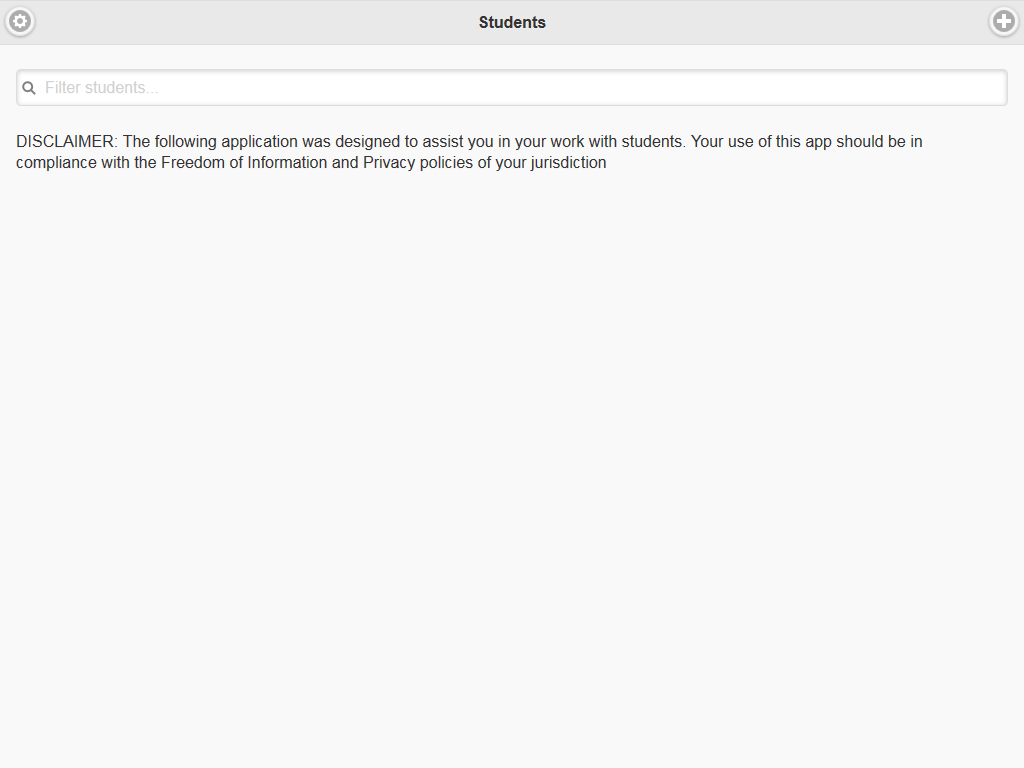 Students
Filter students...
DISCLAIMER: The following application was designed to assist you in your work with students. Your use of this app should be in
compliance with the Freedom of Information and Privacy policies of your jurisdiction